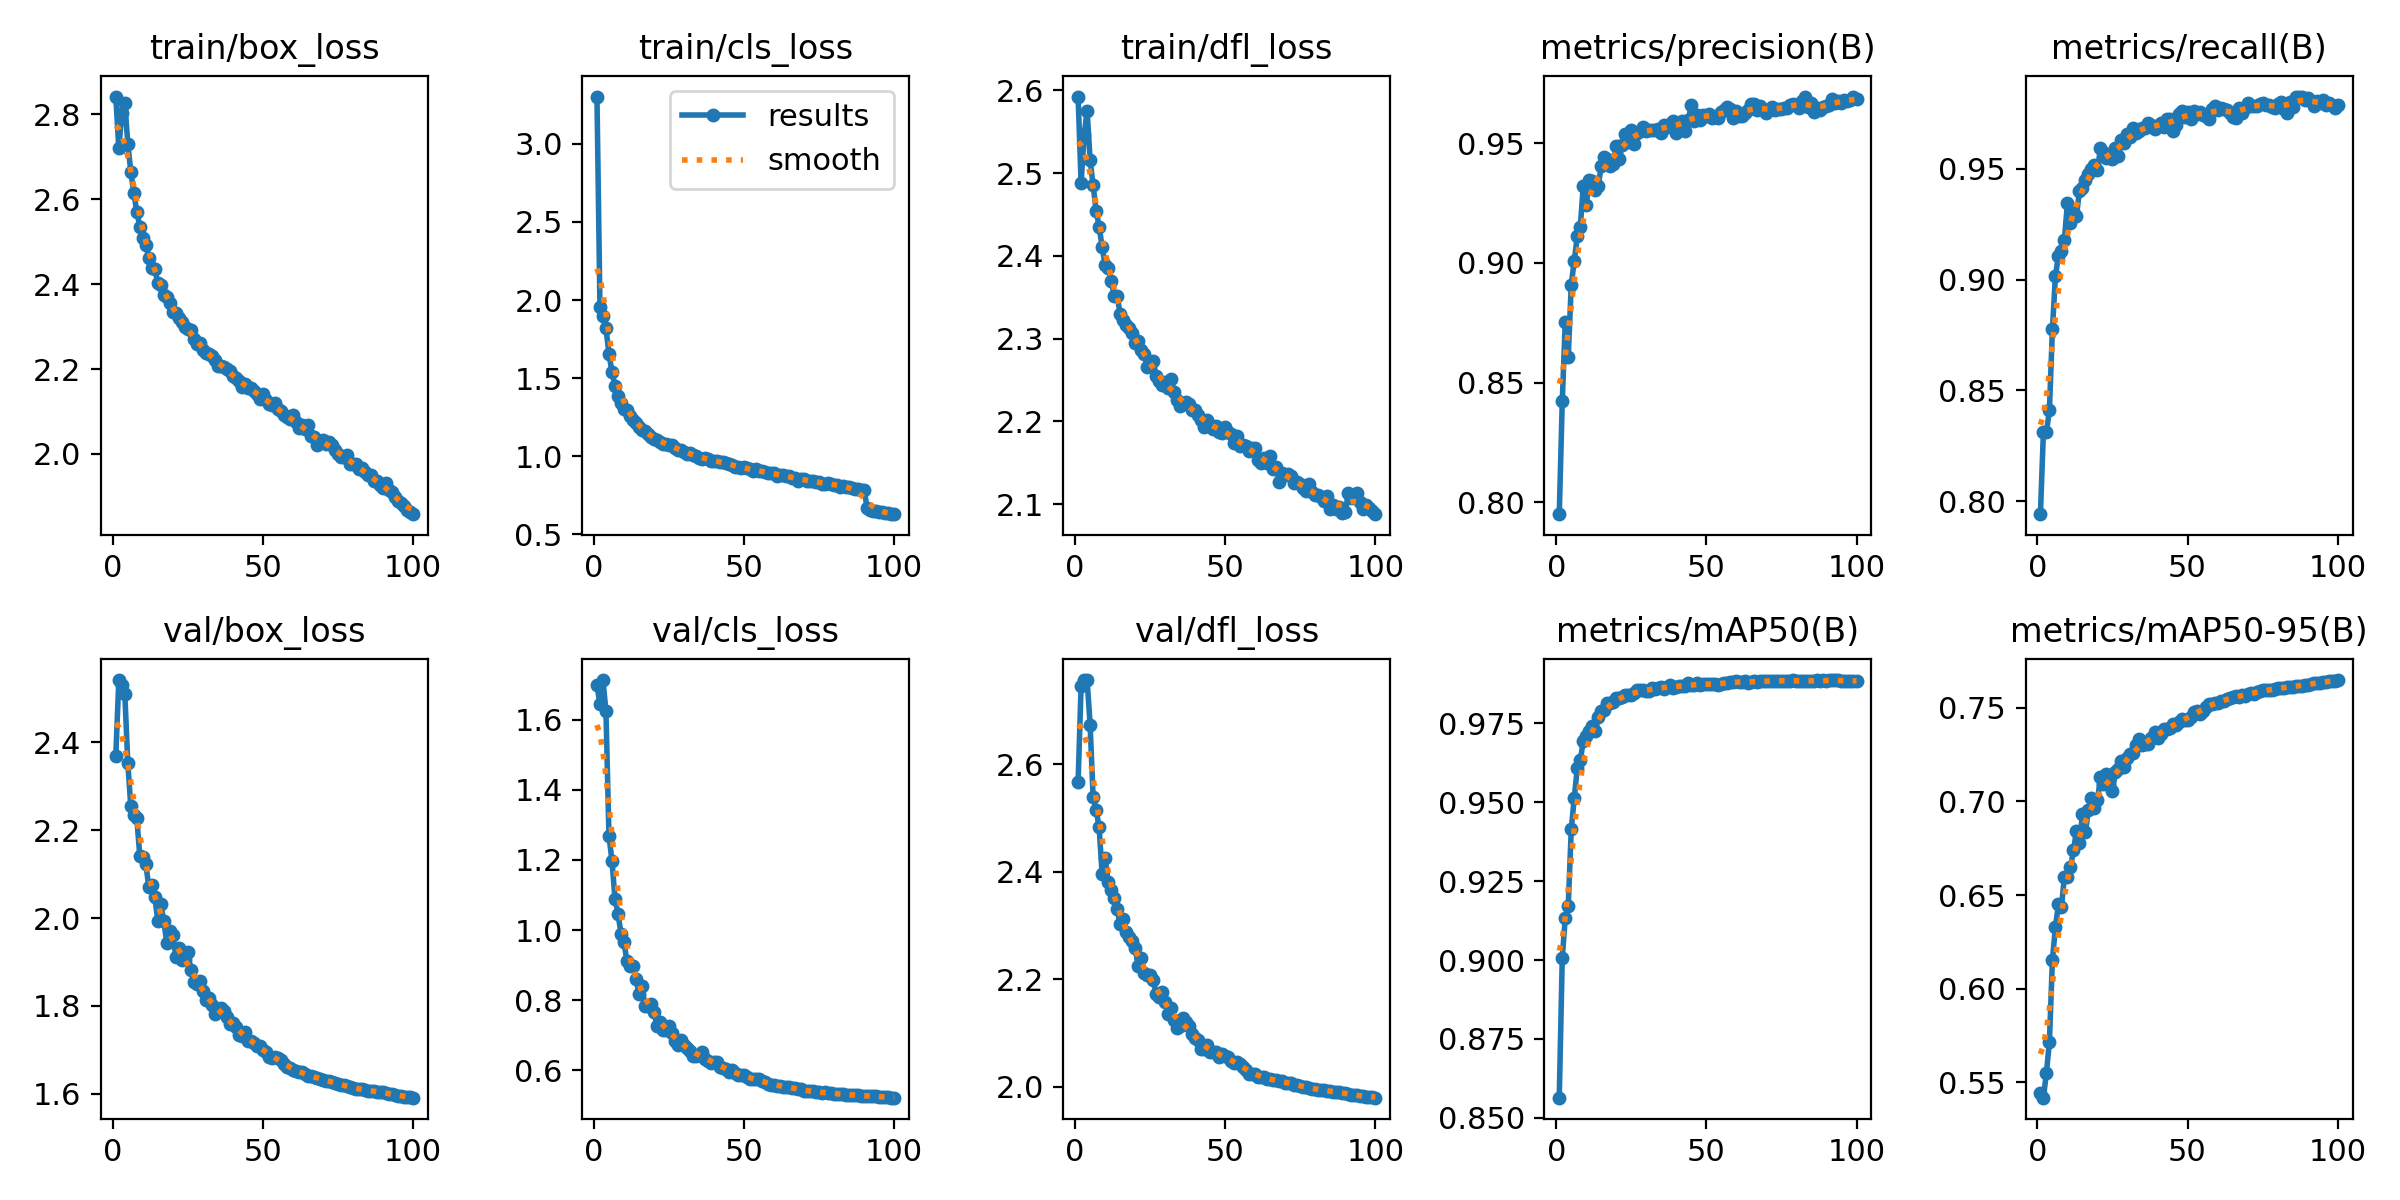 train/box_loss
2.8
2.6
2.4
2.2
2.0
0 50 100
train/cls_loss
results
smooth
3.0
2.5
2.0
1.5
1.0
0.5
0 50 100
train/dfl_loss
2.6
2.5
2.4
2.3
2.2
2.1
0 50 100
metrics/precision(B)
0.95
0.90
0.85
0.80
0 50 100
metrics/recall(B)
0.95
0.90
0.85
0.80
0 50 100
val/box_loss
2.4
2.2
2.0
1.8
1.6
0 50 100
val/cls_loss
1.6
1.4
1.2
1.0
0.8
0.6
0 50 100
val/dfl_loss
2.6
2.4
2.2
2.0
0 50 100
metrics/mAP50(B)
0.975
0.950
0.925
0.900
0.875
0.850
0 50 100
metrics/mAP50-95(B)
0.75
0.70
0.65
0.60
0.55
0 50 100